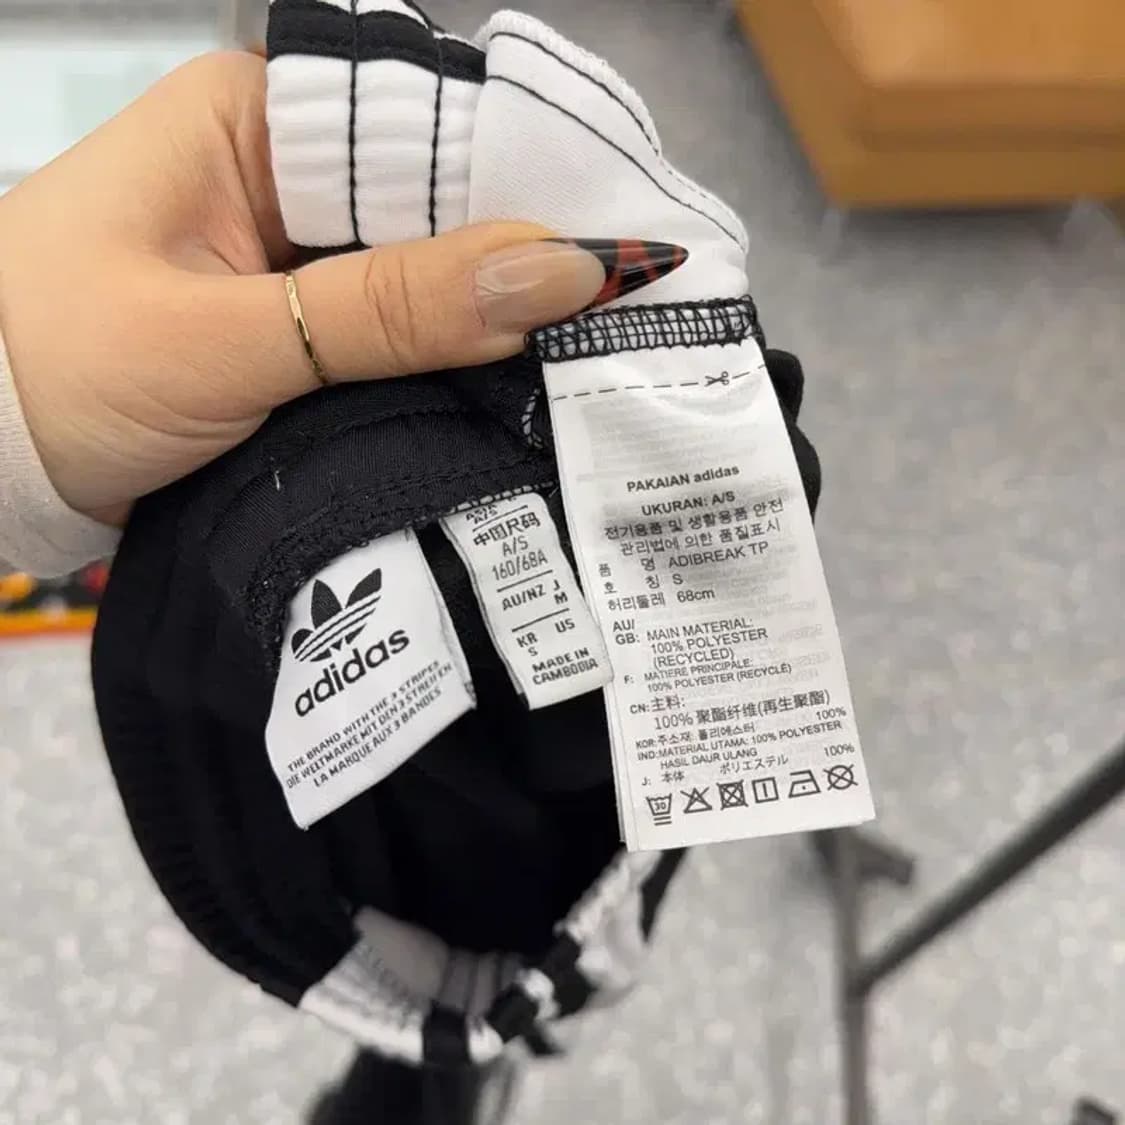 adidas
THE BRAND WITH THE 3 STRIPES
DIE WELTMARKE MIT DEN 3 STREIFEN
LA MARQUE AUX 3 BANDES
ASIA
A/S
中国尺码
A/S
160/68A
AU/NZ J
M
KR US
S
MADE IN
CAMBODIA
PAKAIAN adidas
UKURAN: A/S
전기용품 및 생활용품 안전
관리법에 의한 품질표시
품 명 ADIBREAK TP
호 칭 S
허리둘레 68cm
AU/
GB: MAIN MATERIAL:
100% POLYESTER
(RECYCLED)
F: MATIERE PRINCIPALE:
100% POLYESTER (RECYCLÉ)
CN: 主料:
100% 聚酯纤维(再生聚酯)
KOR: 주소재: 폴리에스터 100%
IND: MATERIAL UTAMA: 100% POLYESTER
HASIL DAUR ULANG
J: 本体 ポリエステル 100%
30